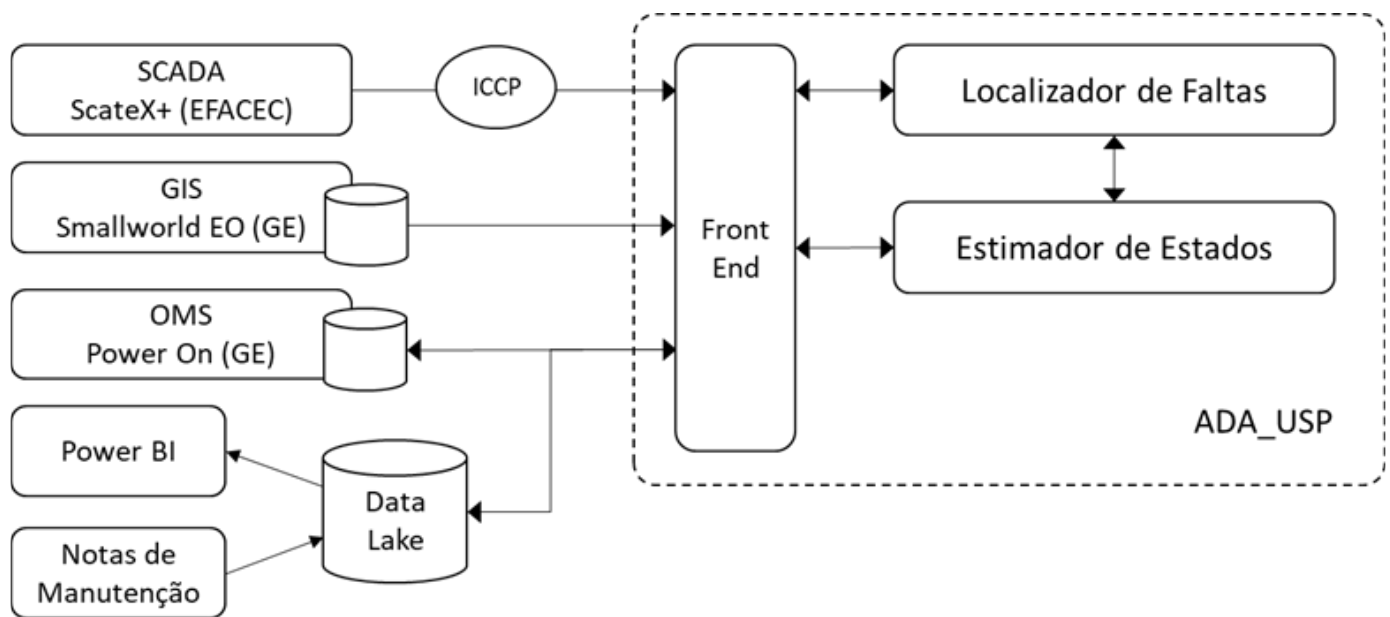 SCADA
ScateX+ (EFACEC)
ICCP
GIS
Smallworld EO (GE)
OMS
Power On (GE)
Power BI
Notas de
Manutenção
Data
Lake
Front
End
Localizador de Faltas
Estimador de Estados
ADA_USP